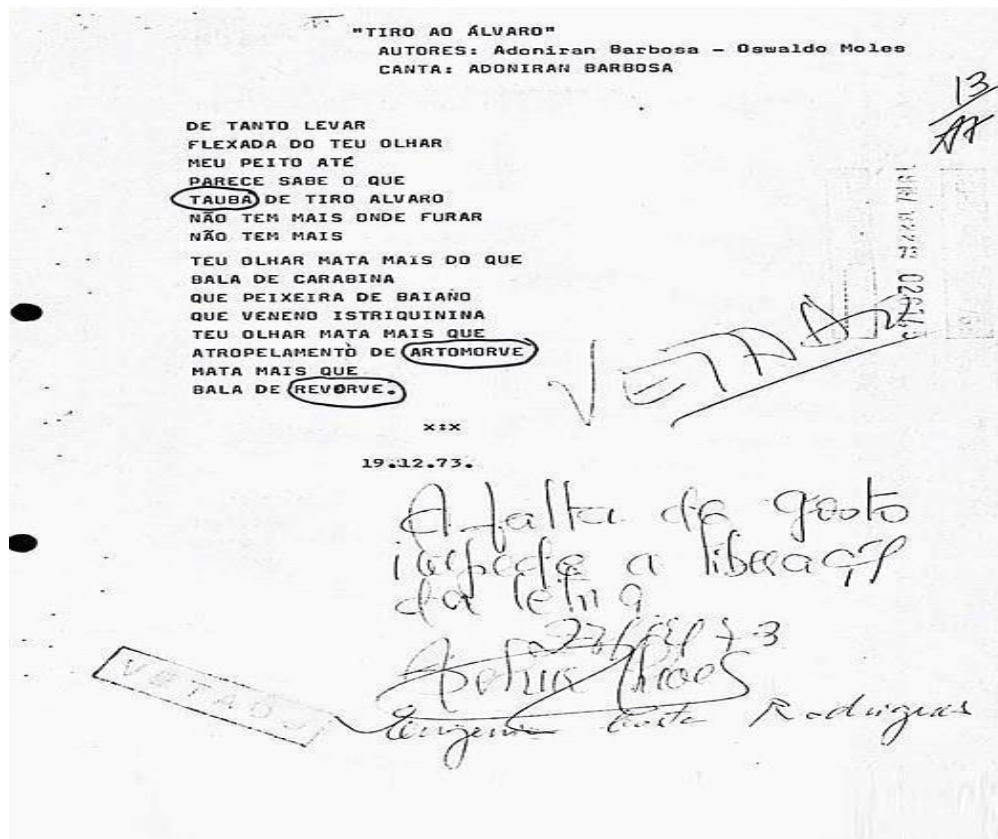 "TIRO AO ÁLVARO"
AUTORES: Adoniran Barbosa - Oswaldo Moles
CANTA: ADONIRAN BARBOSA
13
DE TANTO LEVAR
FLEXADA DO TEU OLHAR
MEU PEITO ATÉ
PARECE SABE O QUE
TAUBA DE TIRO ALVARO
NÃO TEM MAIS ONDE FURAR
NÃO TEM MAIS
TEU OLHAR MATA MAIS DO QUE
BALA DE CARABINA
QUE PEIXEIRA DE BAIANO
QUE VENENO ISTRIQUININA
TEU OLHAR MATA MAIS QUE
ATROPELAMENTO DE ARTOMORVE
MATA MAIS QUE
BALA DE REVORVE.
73
x:x
19.12.73.
A falta de gosto
impede a liberação
da letra
VETADO
Costa Rodrigues